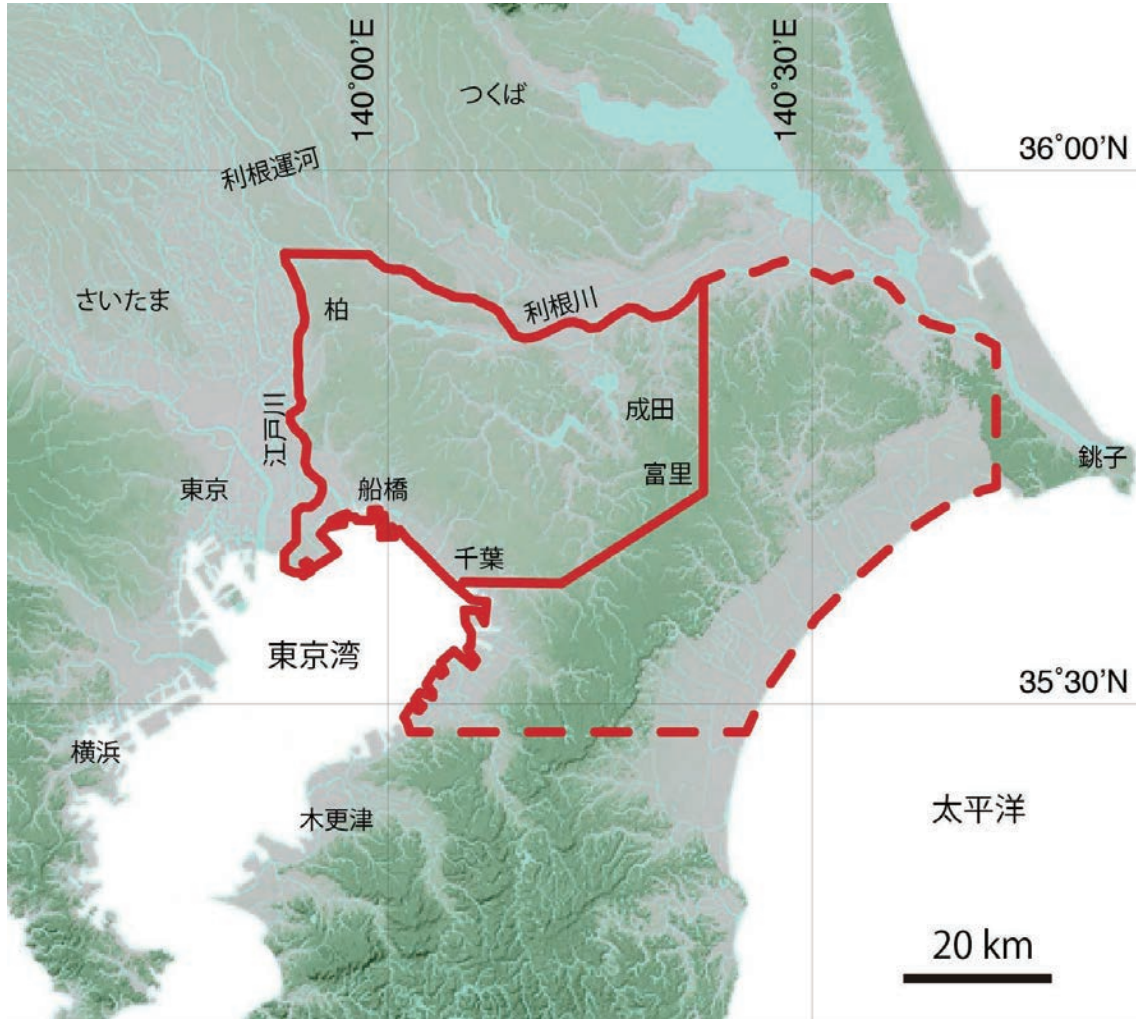 140°00'E
140°30'E
つくば
36°00'N
利根運河
さいたま
柏
利根川
江戸川
成田
東京
船橋
富里
銚子
千葉
東京湾
35°30'N
横浜
木更津
太平洋
20 km